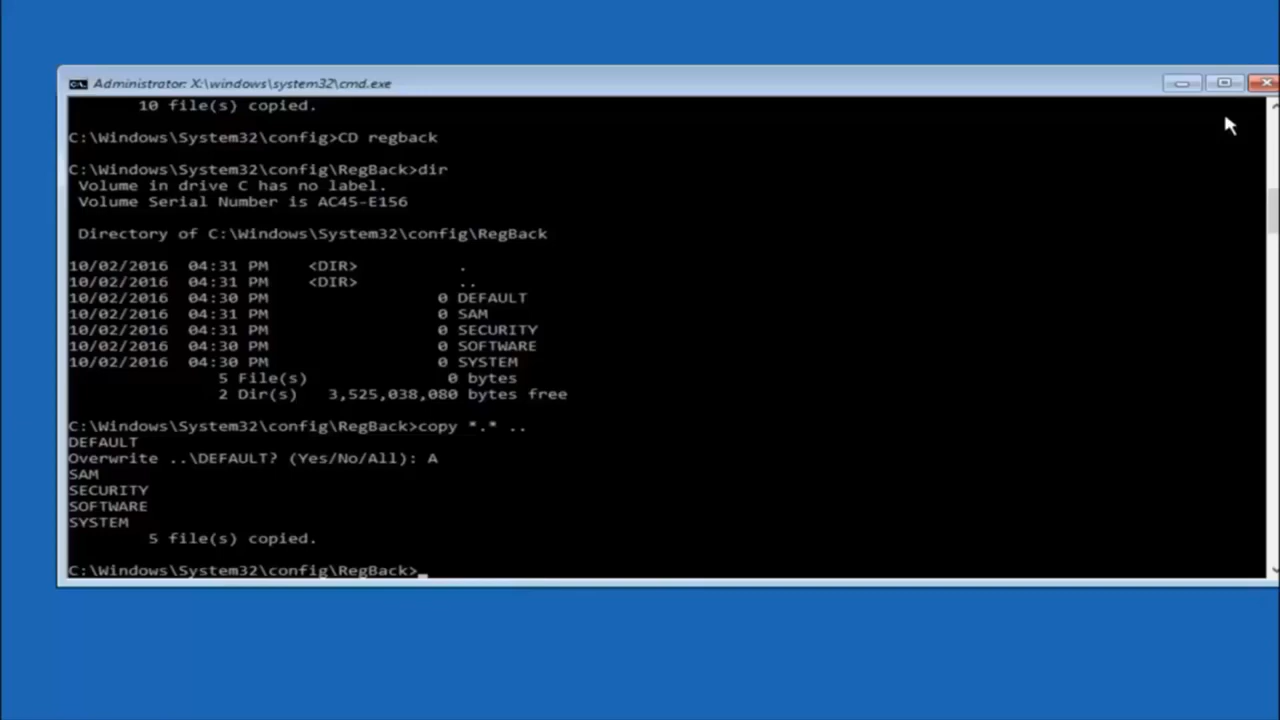 Administrator: X:\windows\system32\cmd.exe
10 file(s) copied.
C:\Windows\System32\config>CD regback
C:\Windows\System32\config\RegBack>dir
Volume in drive C has no label.
Volume Serial Number is AC45-E156
Directory of C:\Windows\System32\config\RegBack
10/02/2016  04:31 PM    <DIR>          .
10/02/2016  04:31 PM    <DIR>          ..
10/02/2016  04:30 PM                 0 DEFAULT
10/02/2016  04:31 PM                 0 SAM
10/02/2016  04:31 PM                 0 SECURITY
10/02/2016  04:30 PM                 0 SOFTWARE
10/02/2016  04:30 PM                 0 SYSTEM
5 File(s)              0 bytes
2 Dir(s)   3,525,038,080 bytes free
C:\Windows\System32\config\RegBack>copy *.* ..
DEFAULT
Overwrite ..\DEFAULT? (Yes/No/All): A
SAM
SECURITY
SOFTWARE
SYSTEM
5 file(s) copied.
C:\Windows\System32\config\RegBack>_